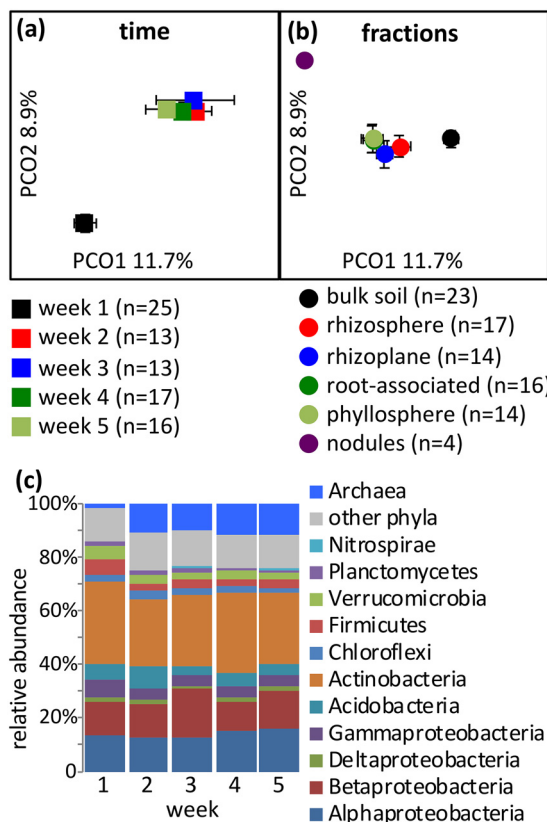 (a) time
PCO2 8.9%
PCO1 11.7%
(b) fractions
PCO2 8.9%
PCO1 11.7%
week 1 (n=25)
week 2 (n=13)
week 3 (n=13)
week 4 (n=17)
week 5 (n=16)
bulk soil (n=23)
rhizosphere (n=17)
rhizoplane (n=14)
root-associated (n=16)
phyllosphere (n=14)
nodules (n=4)
(c)
relative abundance
100%
80%
60%
40%
20%
0
1 2 3 4 5
week
Archaea
other phyla
Nitrospirae
Planctomycetes
Verrucomicrobia
Firmicutes
Chloroflexi
Actinobacteria
Acidobacteria
Gammaproteobacteria
Deltaproteobacteria
Betaproteobacteria
Alphaproteobacteria